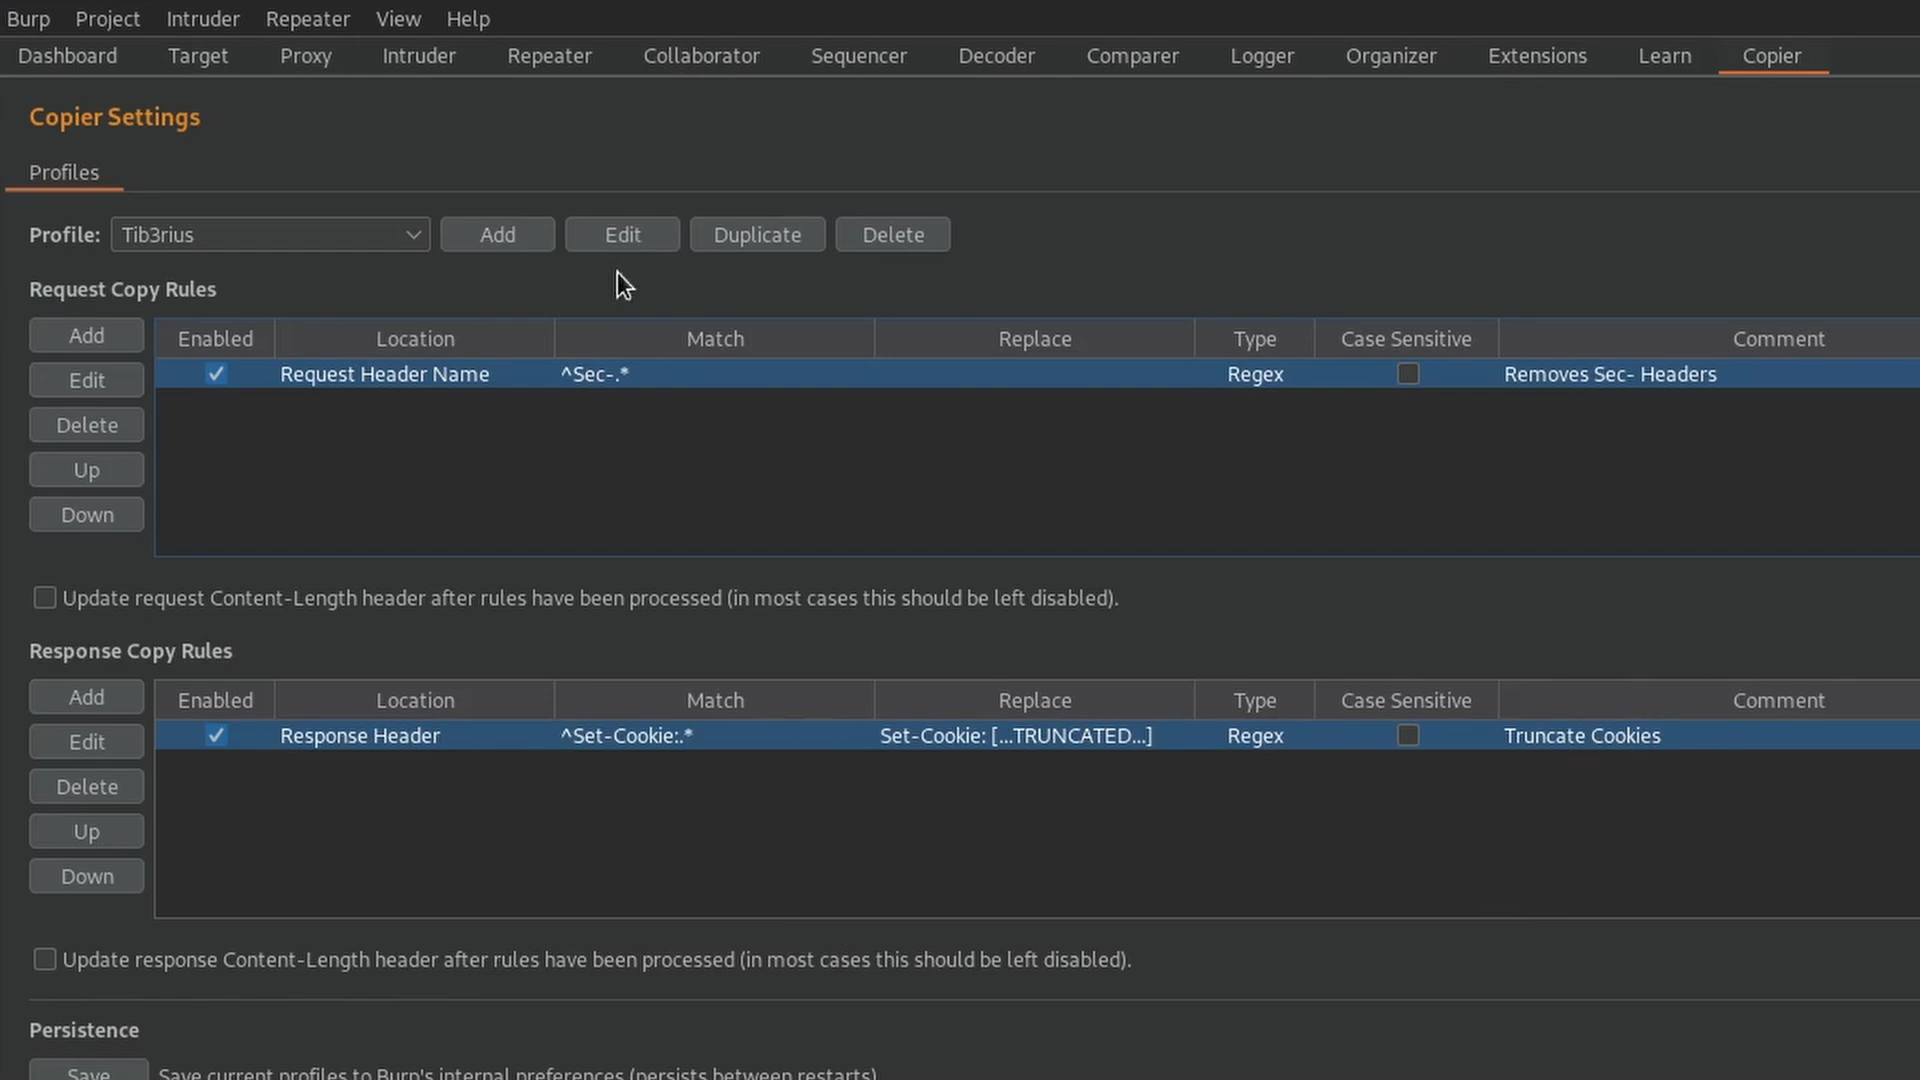 Burp Project Intruder Repeater View Help
Dashboard Target Proxy Intruder Repeater Collaborator Sequencer Decoder Comparer Logger Organizer Extensions Learn Copier
Copier Settings
Profiles
Profile: Tib3rius Add Edit Duplicate Delete
Request Copy Rules
Add
Edit
Delete
Up
Down
Enabled Location Match Replace Type Case Sensitive Comment
Request Header Name ^Sec-.* Regex Removes Sec- Headers
Update request Content-Length header after rules have been processed (in most cases this should be left disabled).
Response Copy Rules
Add
Edit
Delete
Up
Down
Enabled Location Match Replace Type Case Sensitive Comment
Response Header ^Set-Cookie:.* Set-Cookie: [...TRUNCATED...] Regex Truncate Cookies
Update response Content-Length header after rules have been processed (in most cases this should be left disabled).
Persistence
Save Save current profiles to Burp's internal preferences (persists between restarts)